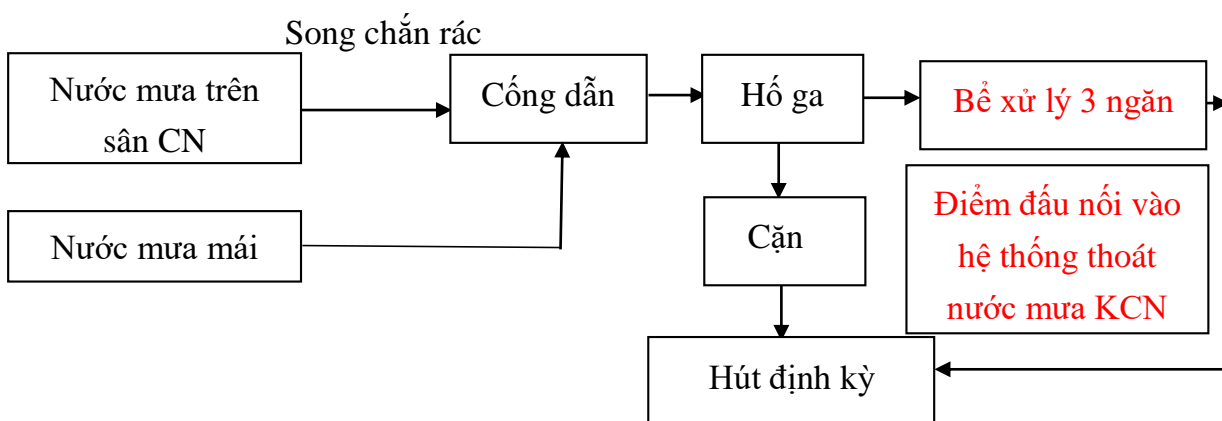 Song chắn rác
Nước mưa trên
sân CN
Cống dẫn
Hố ga
Bể xử lý 3 ngăn
Nước mưa mái
Cặn
Điểm đấu nối vào
hệ thống thoát
nước mưa KCN
Hút định kỳ